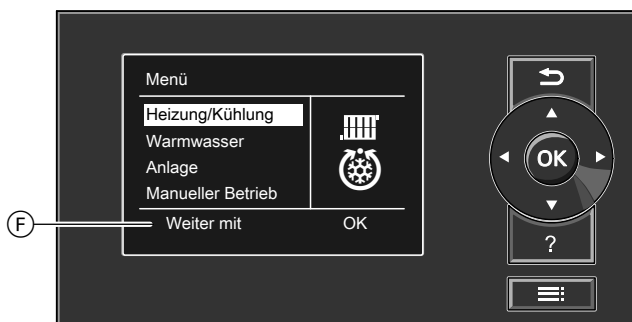 Menü
Heizung/Kühlung
Warmwasser
Anlage
Manueller Betrieb
Weiter mit OK
F
OK
?